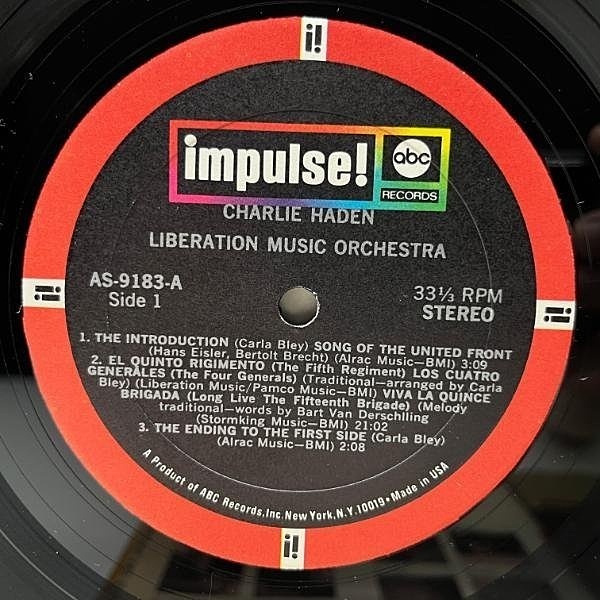 i!
impulse!
abc
RECORDS
CHARLIE HADEN
LIBERATION MUSIC ORCHESTRA
AS-9183-A
Side 1
33⅓ RPM
STEREO
i!
i!
1. THE INTRODUCTION (Carla Bley) SONG OF THE UNITED FRONT
(Hans Eisler, Bertolt Brecht) (Alrac Music—BMI) 3:09
2. EL QUINTO RIGIMENTO (The Fifth Regiment) LOS CUATRO
GENERALES (The Four Generals) (Traditional—arranged by Carla
Bley) (Liberation Music/Pamco Music—BMI) VIVA LA QUINCE
BRIGADA (Long Live The Fifteenth Brigade) (Melody
traditional—words by Bart Van Derschlling
(Stormking Music—BMI) 21:02
3. THE ENDING TO THE FIRST SIDE (Carla Bley)
(Alrac Music—BMI) 2:08
A Product of ABC Records, Inc. New York, N.Y. 10019 • Made in USA
i!